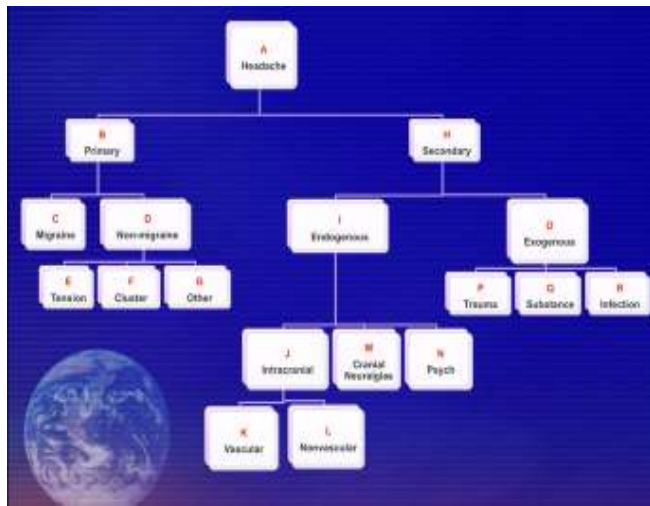 A
Headache
B
Primary
H
Secondary
C
Migraine
D
Non-migraine
I
Endogenous
O
Exogenous
E
Tension
F
Cluster
G
Other
P
Trauma
Q
Substance
R
Infection
J
Intracranial
M
Cranial
Neuralgias
N
Psych
K
Vascular
L
Nonvascular